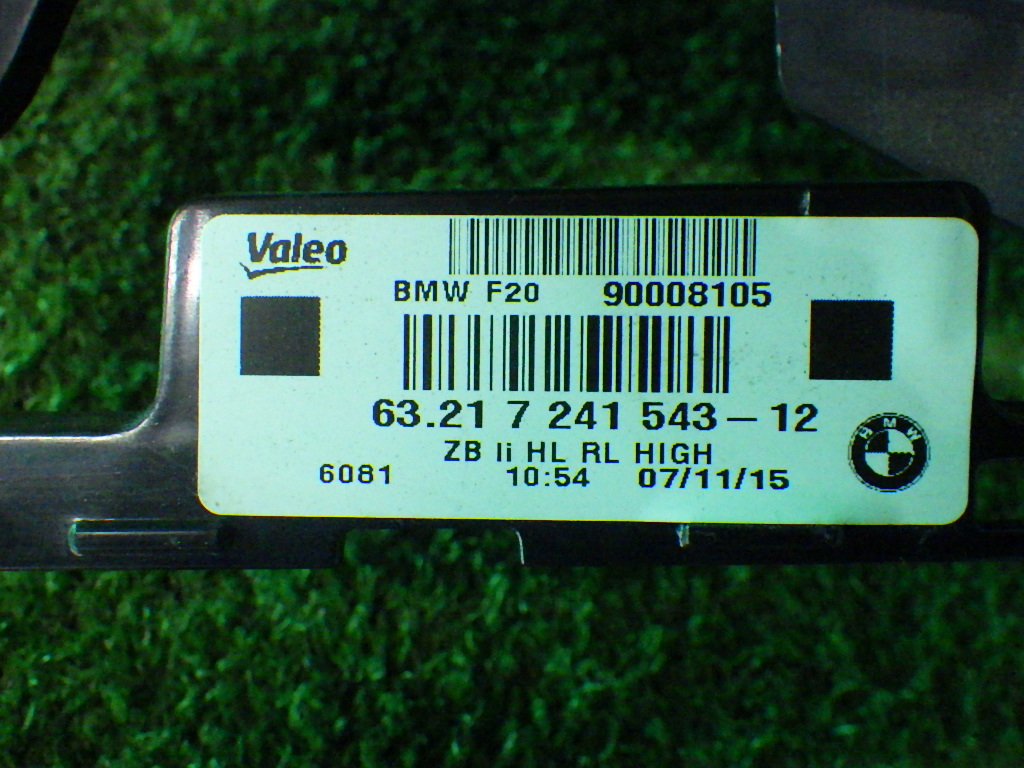 Valeo
BMW F20 90008105
63.21 7 241 543-12
ZB li HL RL HIGH
6081 10:54 07/11/15
BMW